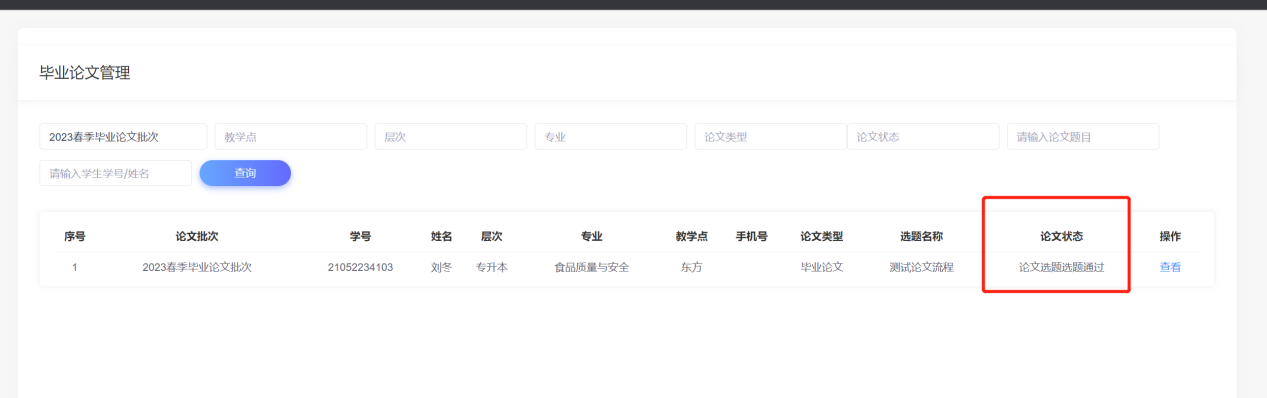 毕业论文管理
2023春季毕业论文批次 教学点 层次 专业 论文类型 论文状态 请输入论文题目
请输入学生学号/姓名 查询
序号 论文批次 学号 姓名 层次 专业 教学点 手机号 论文类型 选题名称 论文状态 操作
1 2023春季毕业论文批次 21052234103 刘冬 专升本 食品质量与安全 东方 毕业论文 测试论文流程 论文选题选题通过 查看